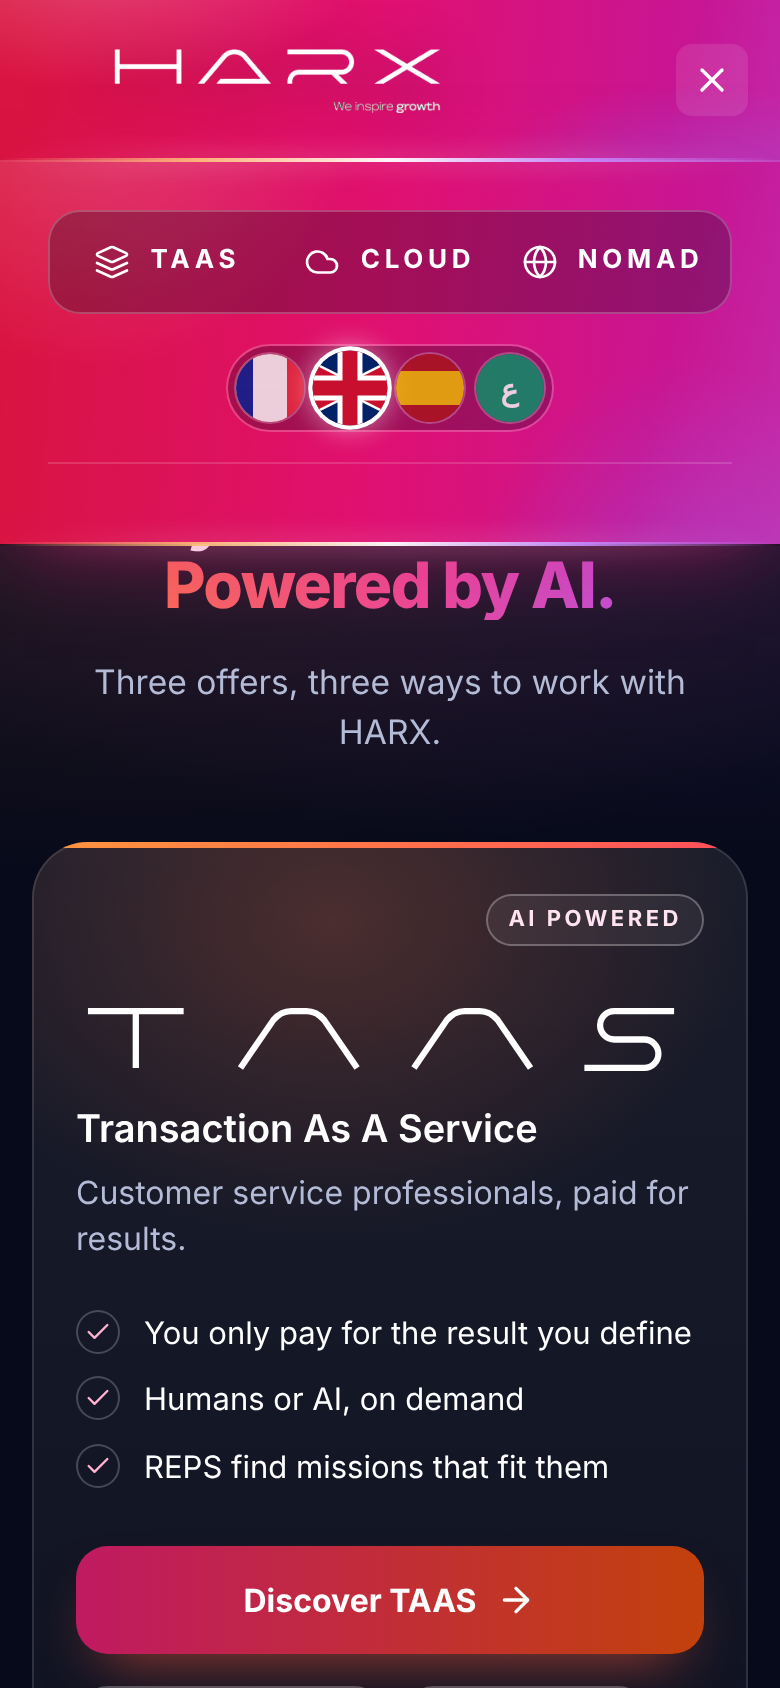 HARX
We inspire growth
TAAS
CLOUD
NOMAD
ع
Powered by AI.
Three offers, three ways to work with
HARX.
AI POWERED
TAAS
Transaction As A Service
Customer service professionals, paid for
results.
You only pay for the result you define
Humans or AI, on demand
REPS find missions that fit them
Discover TAAS